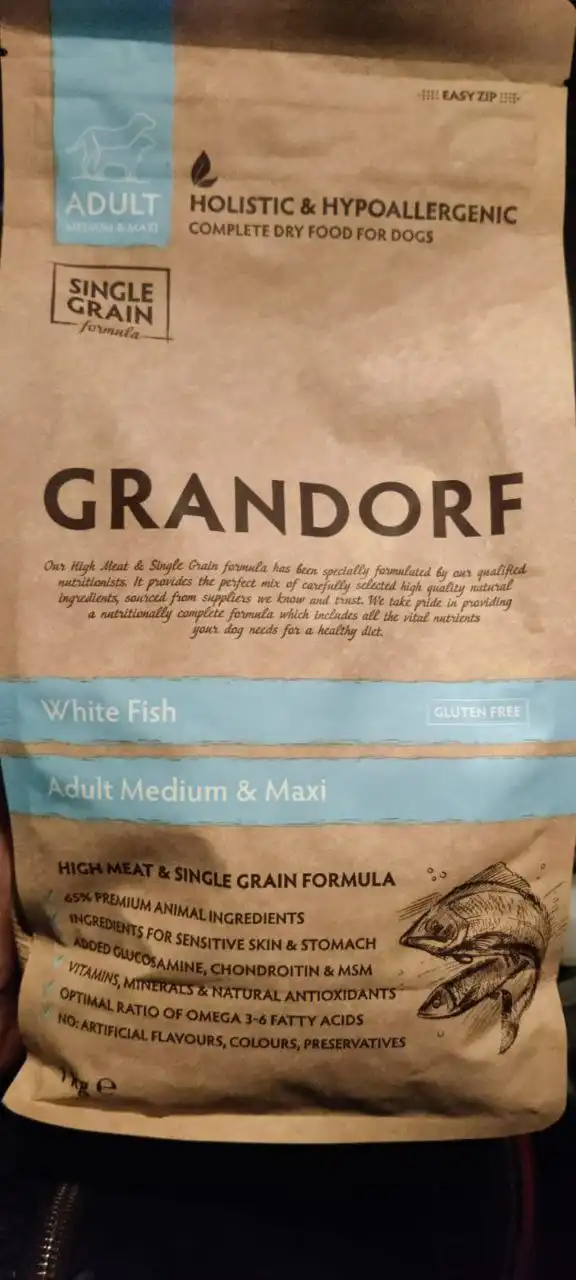 EASY ZIP
ADULT
MEDIUM & MAXI
HOLISTIC & HYPOALLERGENIC
COMPLETE DRY FOOD FOR DOGS
SINGLE
GRAIN
formula
GRANDORF
Our High Meat & Single Grain formula has been specially formulated by our qualified
nutritionists. It provides the perfect mix of carefully selected high quality natural
ingredients, sourced from suppliers we know and trust. We take pride in providing
a nutritionally complete formula which includes all the vital nutrients
your dog needs for a healthy diet.
White Fish
GLUTEN FREE
Adult Medium & Maxi
HIGH MEAT & SINGLE GRAIN FORMULA
65% PREMIUM ANIMAL INGREDIENTS
INGREDIENTS FOR SENSITIVE SKIN & STOMACH
ADDED GLUCOSAMINE, CHONDROITIN & MSM
VITAMINS, MINERALS & NATURAL ANTIOXIDANTS
OPTIMAL RATIO OF OMEGA 3-6 FATTY ACIDS
NO: ARTIFICIAL FLAVOURS, COLOURS, PRESERVATIVES
1 kg e